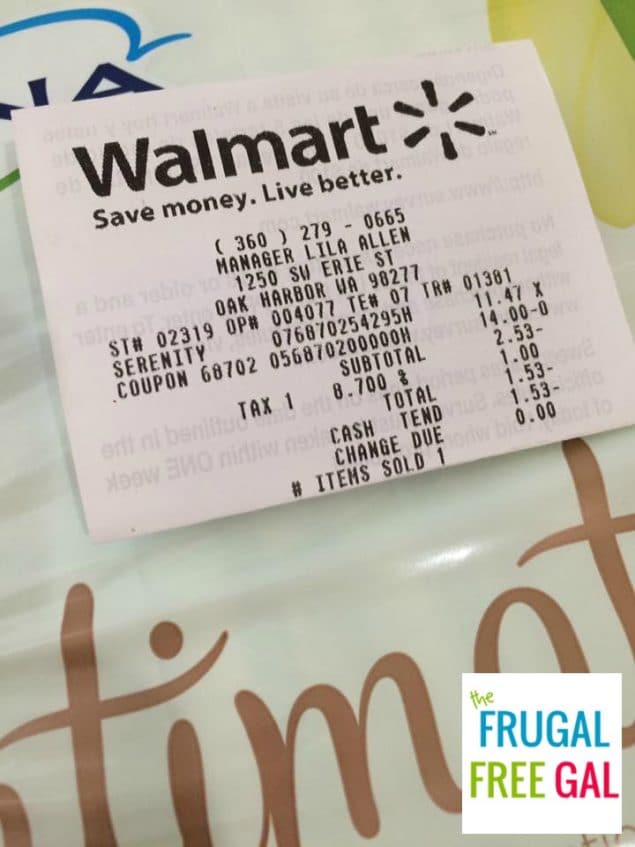 NA
Walmart
Save money. Live better.
( 360 ) 279 - 0665
MANAGER LILA ALLEN
1250 SW ERIE ST
OAK HARBOR WA 98277
ST# 02319 OP# 004077 TE# 07 TR# 01381
SERENITY 076870254295H 11.47 X
COUPON 68702 056870200000H 14.00-O
SUBTOTAL 2.53-
TAX 1 8.700 % 1.00
TOTAL 1.53-
CASH TEND 1.53-
CHANGE DUE 0.00
# ITEMS SOLD 1
timat
the
FRUGAL
FREE GAL